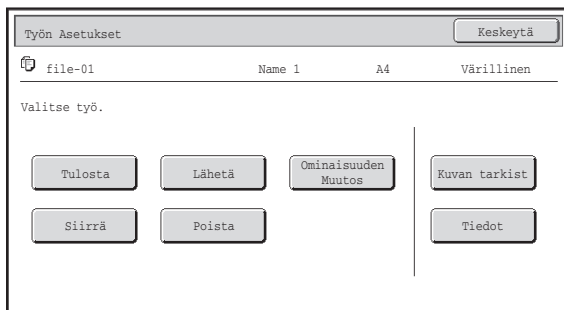 Työn Asetukset Keskeytä
file-01 Name 1 A4 Värillinen
Valitse työ.
Tulosta Lähetä Ominaisuuden Muutos Kuvan tarkist
Siirrä Poista Tiedot